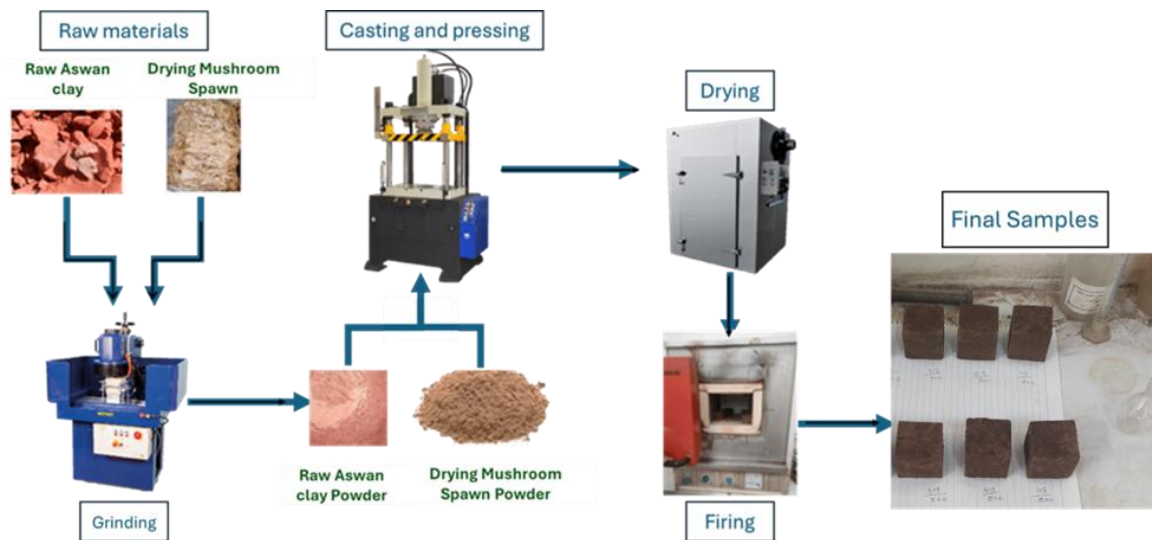 Raw materials
Casting and pressing
Raw Aswan
clay
Drying Mushroom
Spawn
Drying
Final Samples
Raw Aswan
clay Powder
Drying Mushroom
Spawn Powder
Grinding
Firing